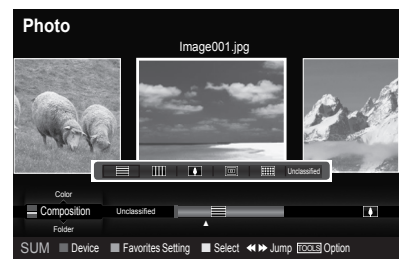 Photo
Image001.jpg
Unclassified
Color
Composition Unclassified
Folder
SUM Device Favorites Setting Select Jump TOOLS Option